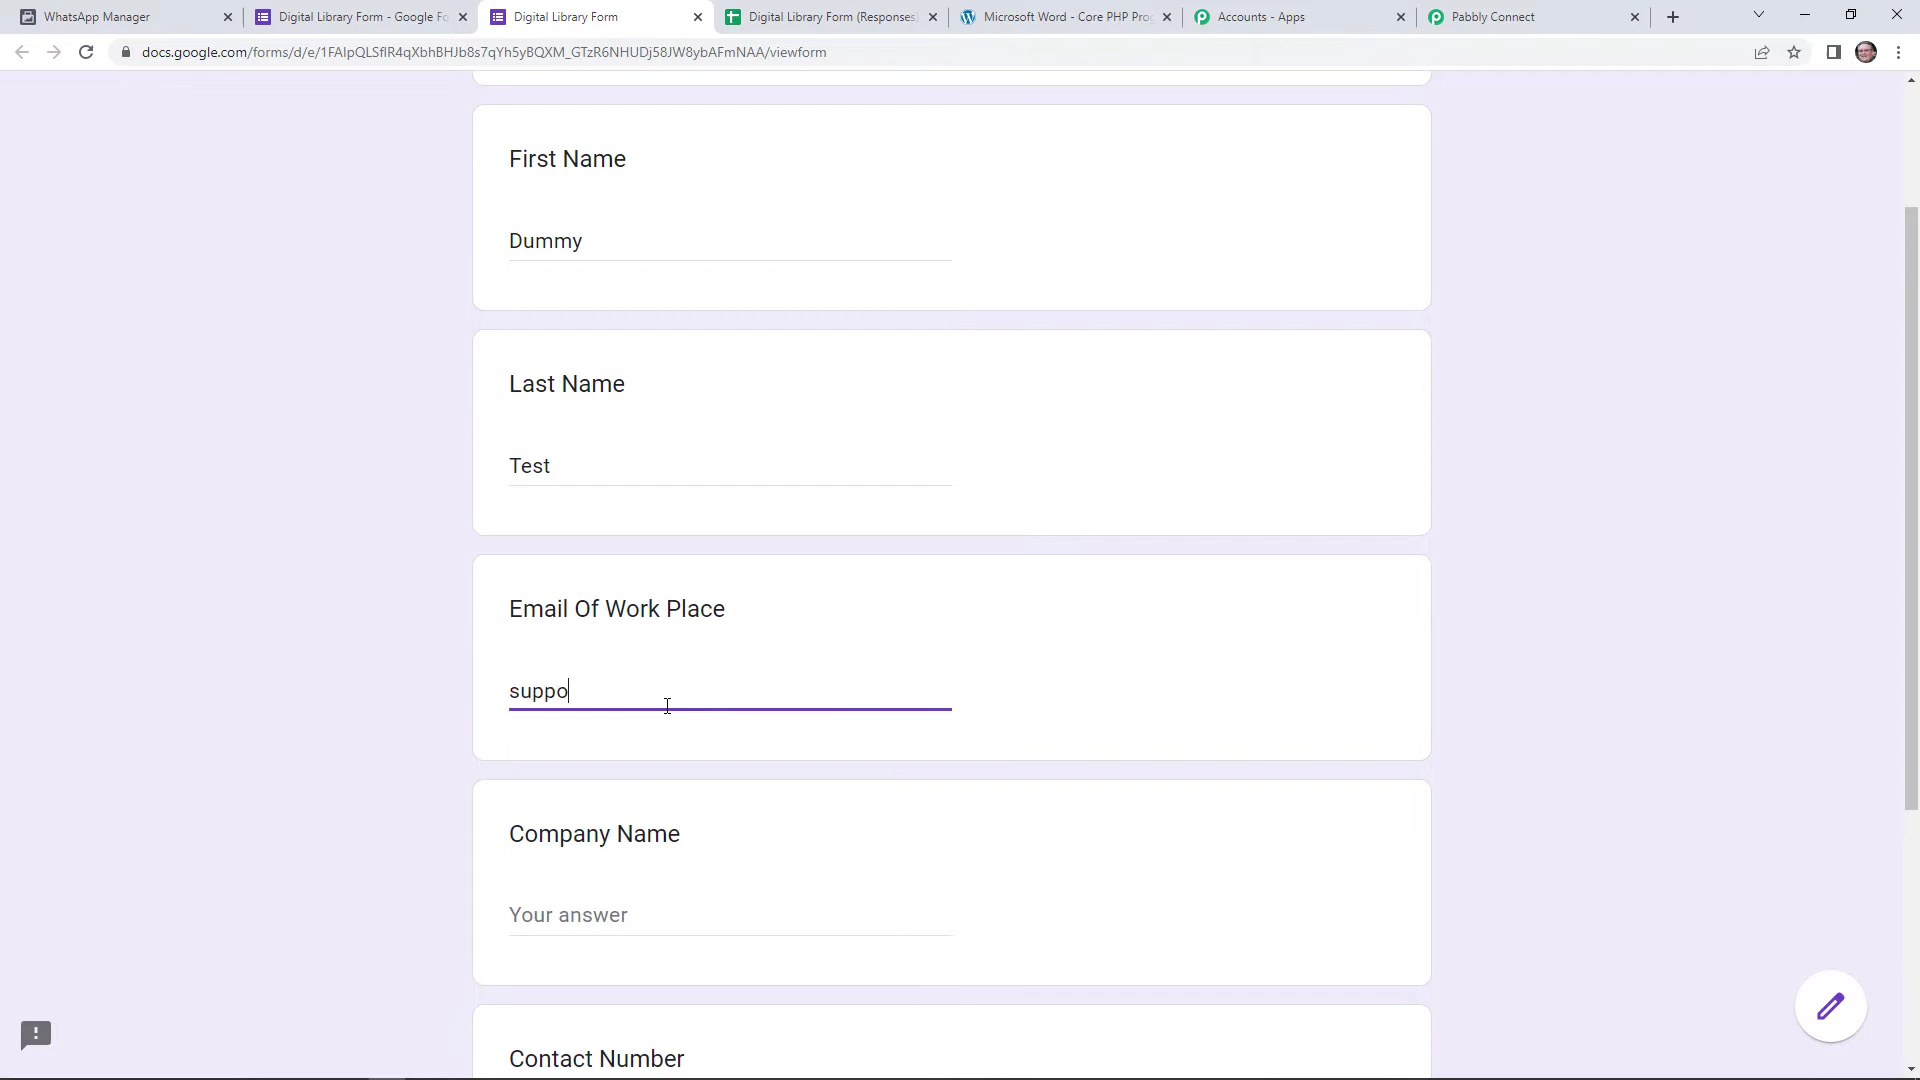 WhatsApp Manager
Digital Library Form - Google Fo
Digital Library Form
Digital Library Form (Responses)
Microsoft Word - Core PHP Prog
Accounts - Apps
Pabbly Connect
docs.google.com/forms/d/e/1FAIpQLSfIR4qXbhBHJb8s7qYh5yBQXM_GTzR6NHUDj58JW8ybAFmNAA/viewform
First Name
Dummy
Last Name
Test
Email Of Work Place
suppo
Company Name
Your answer
Contact Number